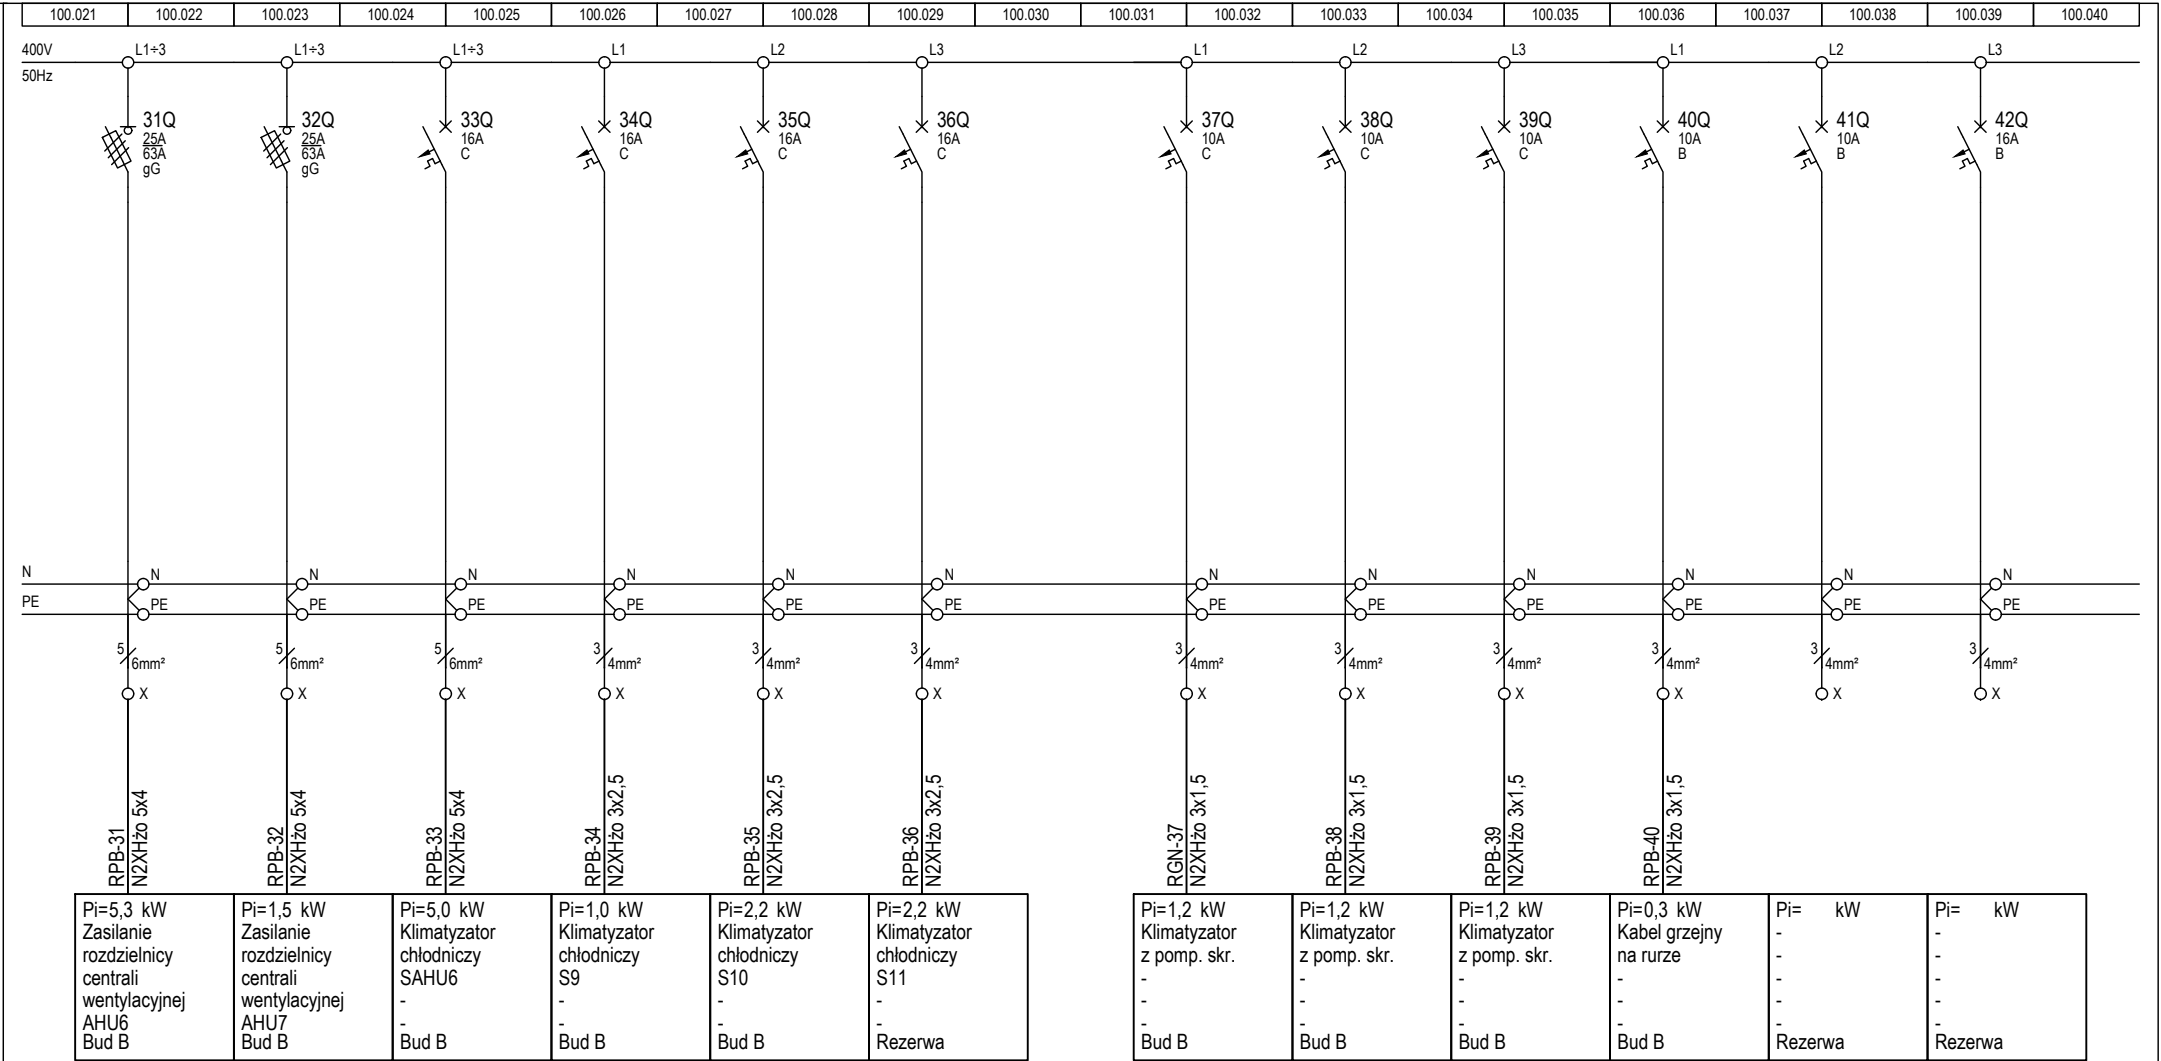 100.021 100.022 100.023 100.024 100.025 100.026 100.027 100.028 100.029 100.030 100.031 100.032 100.033 100.034 100.035 100.036 100.037 100.038 100.039 100.040
400V L1÷3 L1÷3 L1÷3 L1 L2 L3 L1 L2 L3 L1 L2 L3
50Hz
31Q 32Q 33Q 34Q 35Q 36Q 37Q 38Q 39Q 40Q 41Q 42Q
25A 25A 16A 16A 16A 16A 10A 10A 10A 10A 10A 16A
63A 63A C C C C C C C B B B
gG gG
N N N N N N N N N N N N N
PE PE PE PE PE PE PE PE PE PE PE PE PE
5 5 5 3 3 3 3 3 3 3 3 3
6mm² 6mm² 6mm² 4mm² 4mm² 4mm² 4mm² 4mm² 4mm² 4mm² 4mm² 4mm²
X X X X X X X X X X X X
RPB-31
N2XHżo 5x4
RPB-32
N2XHżo 5x4
RPB-33
N2XHżo 5x4
RPB-34
N2XHżo 3x2,5
RPB-35
N2XHżo 3x2,5
RPB-36
N2XHżo 3x2,5
RGN-37
N2XHżo 3x1,5
RPB-38
N2XHżo 3x1,5
RPB-39
N2XHżo 3x1,5
RPB-40
N2XHżo 3x1,5
Pi=5,3 kW
Zasilanie
rozdzielnicy
centrali
wentylacyjnej
AHU6
Bud B
Pi=1,5 kW
Zasilanie
rozdzielnicy
centrali
wentylacyjnej
AHU7
Bud B
Pi=5,0 kW
Klimatyzator
chłodniczy
SAHU6
-
-
Bud B
Pi=1,0 kW
Klimatyzator
chłodniczy
S9
-
-
Bud B
Pi=2,2 kW
Klimatyzator
chłodniczy
S10
-
-
Bud B
Pi=2,2 kW
Klimatyzator
chłodniczy
S11
-
-
Rezerwa
Pi=1,2 kW
Klimatyzator
z pomp. skr.
-
-
-
Bud B
Pi=1,2 kW
Klimatyzator
z pomp. skr.
-
-
-
Bud B
Pi=1,2 kW
Klimatyzator
z pomp. skr.
-
-
-
Bud B
Pi=0,3 kW
Kabel grzejny
na rurze
-
-
-
Bud B
Pi= kW
-
-
-
-
-
Rezerwa
Pi= kW
-
-
-
-
-
Rezerwa